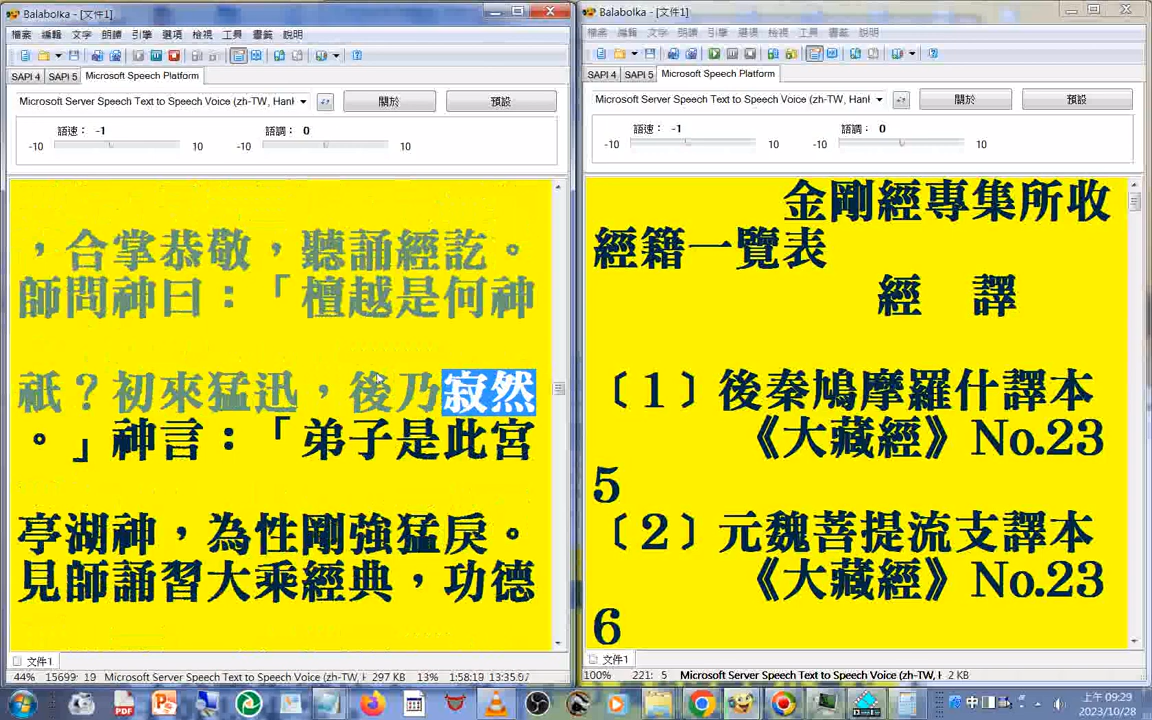 Balabolka - [文件1]
檔案 編輯 文字 朗讀 引擎 選項 檢視 工具 書籤 說明
SAPI 4 SAPI 5 Microsoft Speech Platform
Microsoft Server Speech Text to Speech Voice (zh-TW, Hanl
關於
預設
語速： -1
語調： 0
-10 10 -10 10
，合掌恭敬，聽誦經訖。
師問神曰：「檀越是何神
祇？初來猛迅，後乃寂然
。」神言：「弟子是此宮
亭湖神，為性剛強猛戾。
見師誦習大乘經典，功德
文件1
44% 15699: 19 Microsoft Server Speech Text to Speech Voice (zh-TW, Han 297 KB 13% 1:58:19 13:35:07
Balabolka - [文件1]
檔案 編輯 文字 朗讀 引擎 選項 檢視 工具 書籤 說明
SAPI 4 SAPI 5 Microsoft Speech Platform
Microsoft Server Speech Text to Speech Voice (zh-TW, Hanl
關於
預設
語速： -1
語調： 0
-10 10 -10 10
金剛經專集所收
經籍一覽表
經　譯
〔１〕後秦鳩摩羅什譯本
《大藏經》No.23
5
〔２〕元魏菩提流支譯本
《大藏經》No.23
6
文件1
100% 221: 5 Microsoft Server Speech Text to Speech Voice (zh-TW, Han 2 KB
中
上午 09:29
2023/10/28